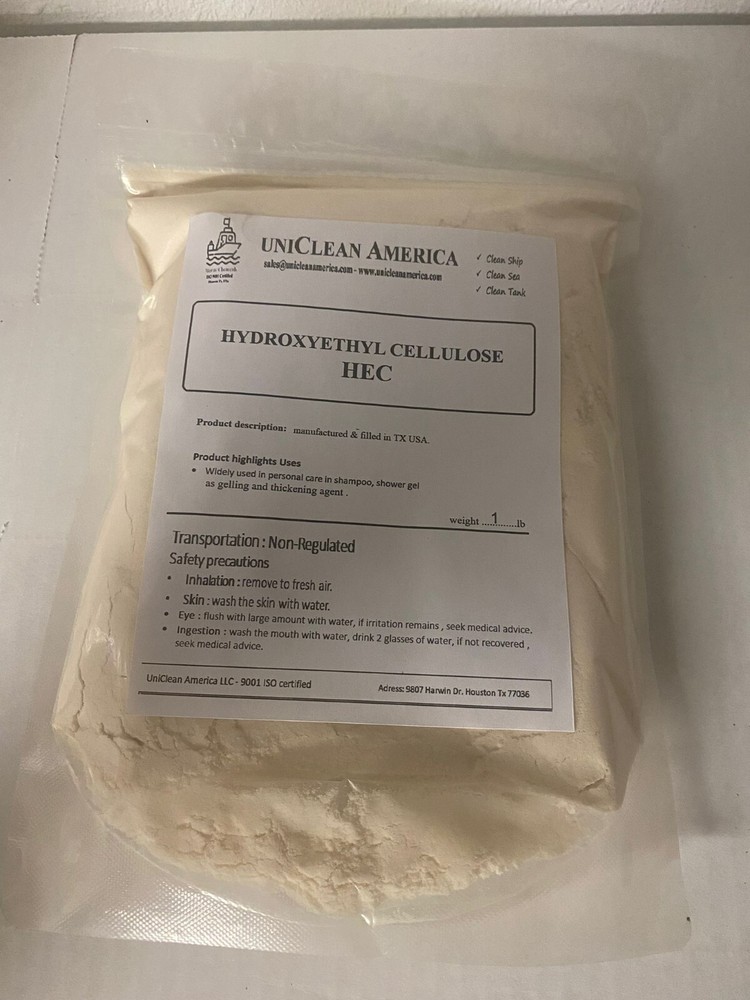 UNICLEAN AMERICA
sales@unicleanamerica.com - www.unicleanamerica.com
✓ Clean Ship
✓ Clean Sea
✓ Clean Tank
HYDROXYETHYL CELLULOSE
HEC
Product description: manufactured & filled in TX USA.
Product highlights Uses
• Widely used in personal care in shampoo, shower gel
as gelling and thickening agent .
weight .....1.......lb
Transportation : Non-Regulated
Safety precautions
• Inhalation : remove to fresh air.
• Skin : wash the skin with water.
• Eye : flush with large amount with water, if irritation remains , seek medical advice.
• Ingestion : wash the mouth with water, drink 2 glasses of water, if not recovered ,
seek medical advice.
UniClean America LLC - 9001 ISO certified
Adress: 9807 Harwin Dr. Houston Tx 77036